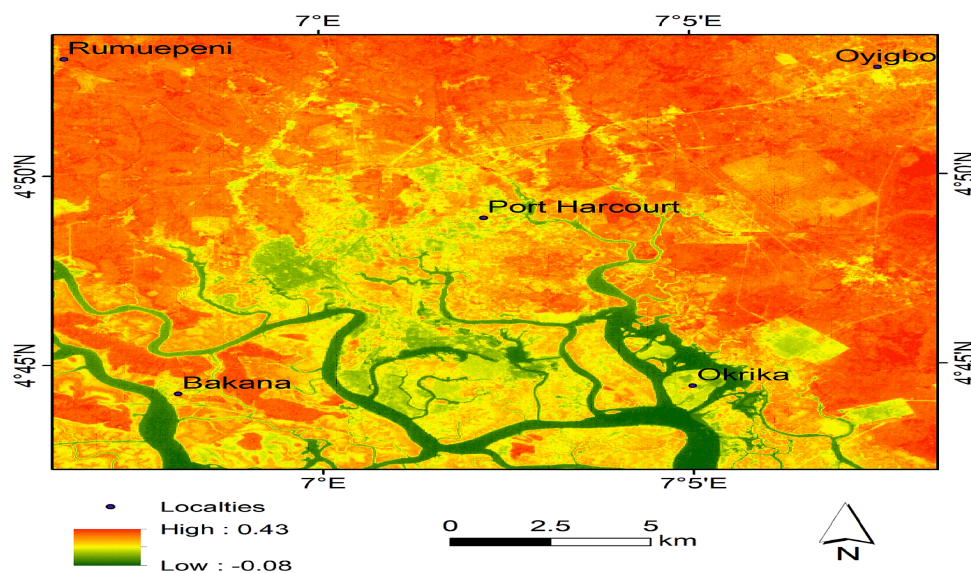 7°E 7°5'E
Rumuepeni
Oyigbo
4°50'N 4°50'N
Port Harcourt
4°45'N 4°45'N
Bakana
Okrika
7°E 7°5'E
Localties
High : 0.43
Low : -0.08
0 2.5 5
km
N